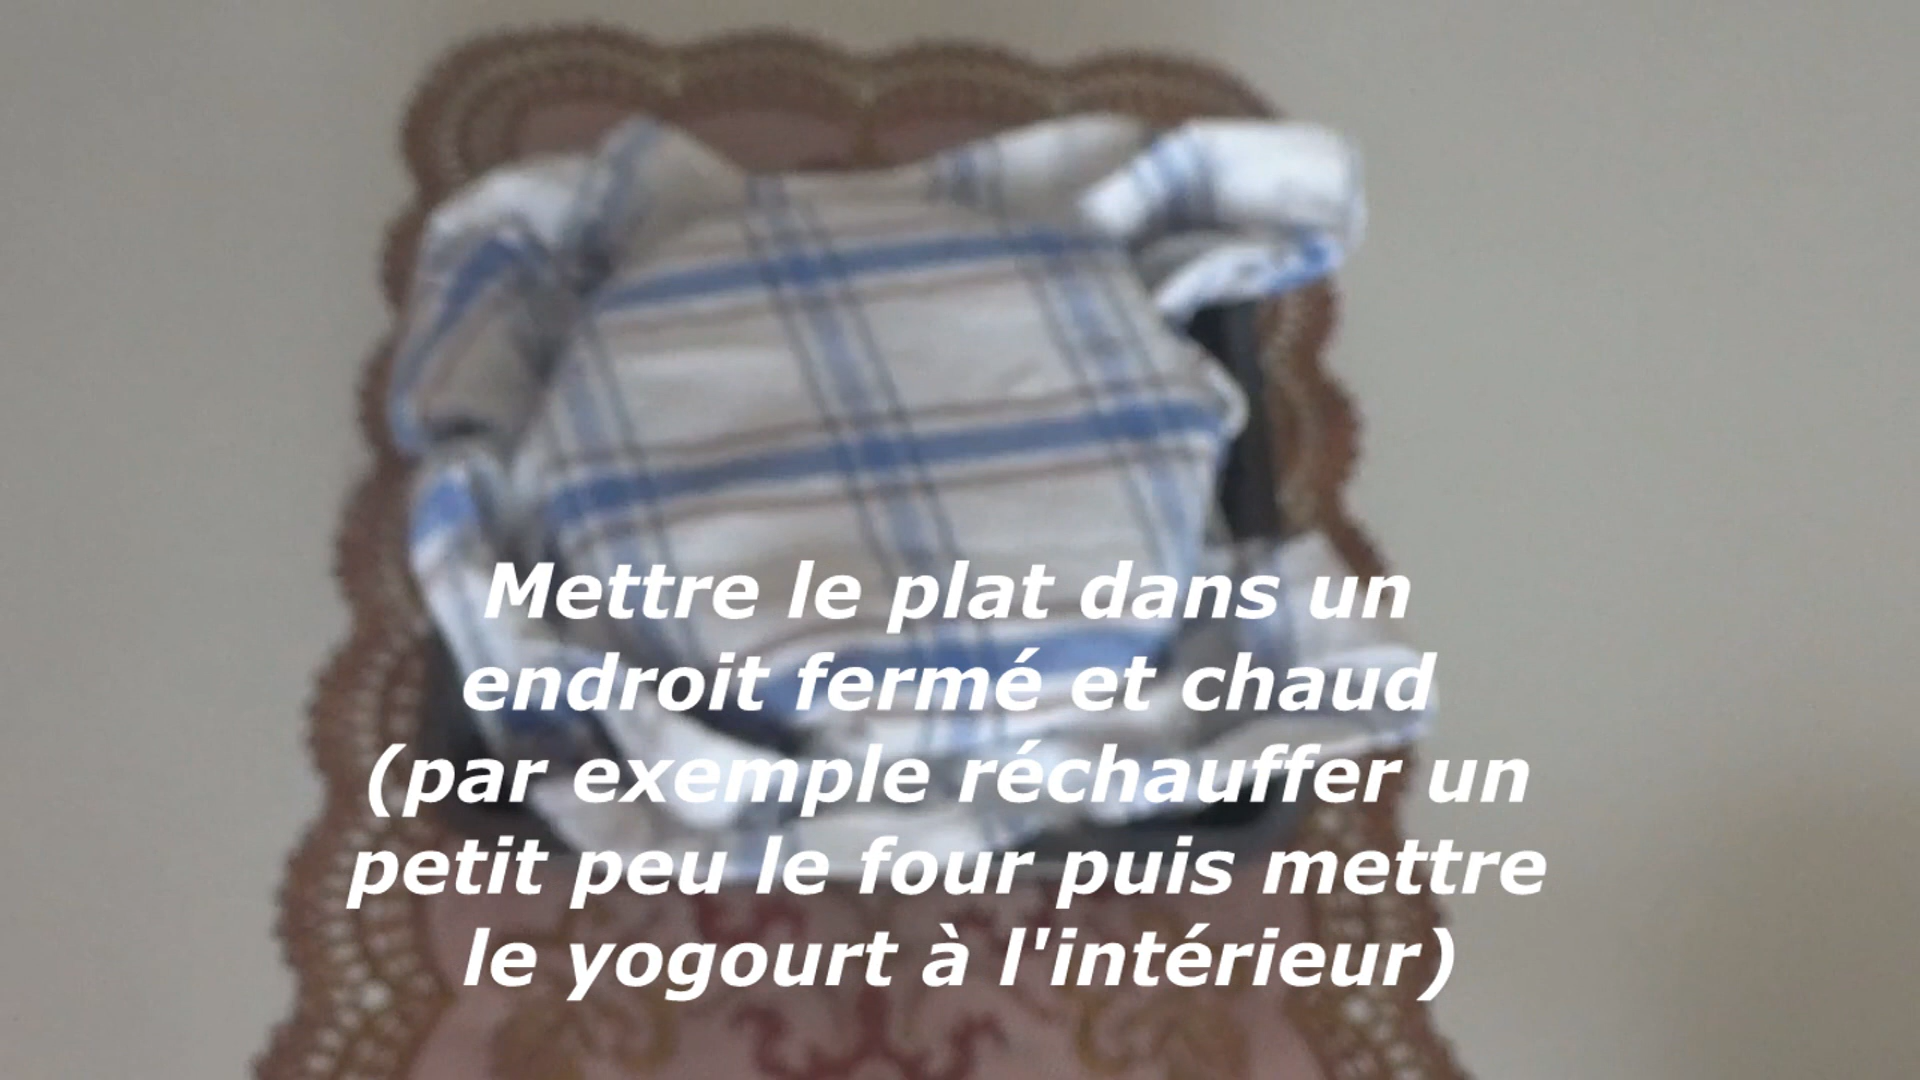 Mettre le plat dans un
endroit fermé et chaud
(par exemple réchauffer un
petit peu le four puis mettre
le yogourt à l'intérieur)